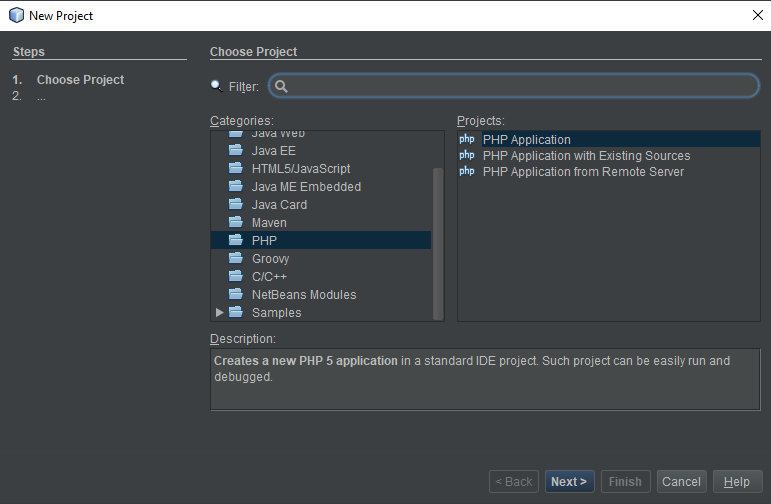 New Project
Steps
1. Choose Project
2. ...
Choose Project
Filter:
Categories:
Java Web
Java EE
HTML5/JavaScript
Java ME Embedded
Java Card
Maven
PHP
Groovy
C/C++
NetBeans Modules
Samples
Projects:
php PHP Application
php PHP Application with Existing Sources
php PHP Application from Remote Server
Description:
Creates a new PHP 5 application in a standard IDE project. Such project can be easily run and
debugged.
< Back Next > Finish Cancel Help